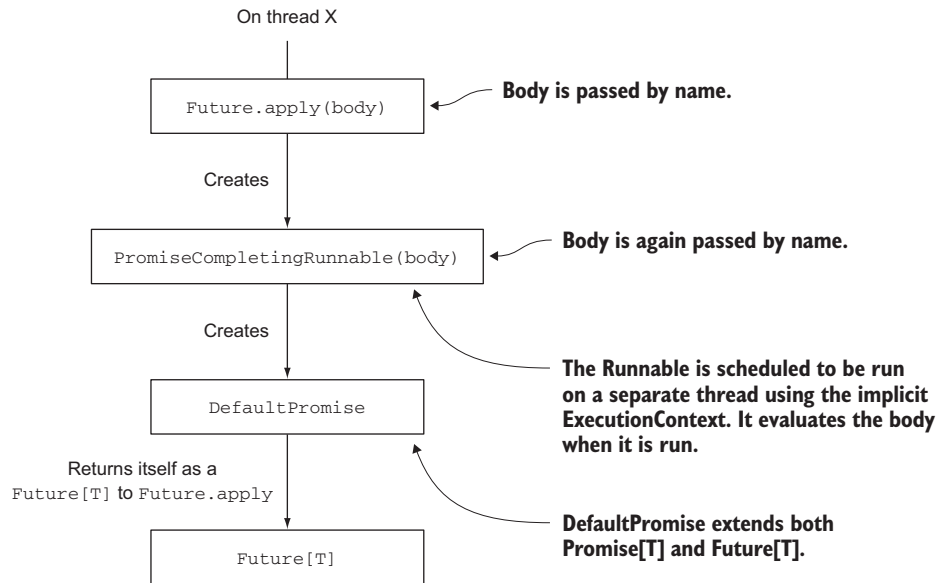 On thread X
Future.apply(body)
Body is passed by name.
Creates
PromiseCompletingRunnable(body)
Body is again passed by name.
Creates
The Runnable is scheduled to be run
on a separate thread using the implicit
ExecutionContext. It evaluates the body
when it is run.
DefaultPromise
Returns itself as a
Future[T] to Future.apply
DefaultPromise extends both
Promise[T] and Future[T].
Future[T]